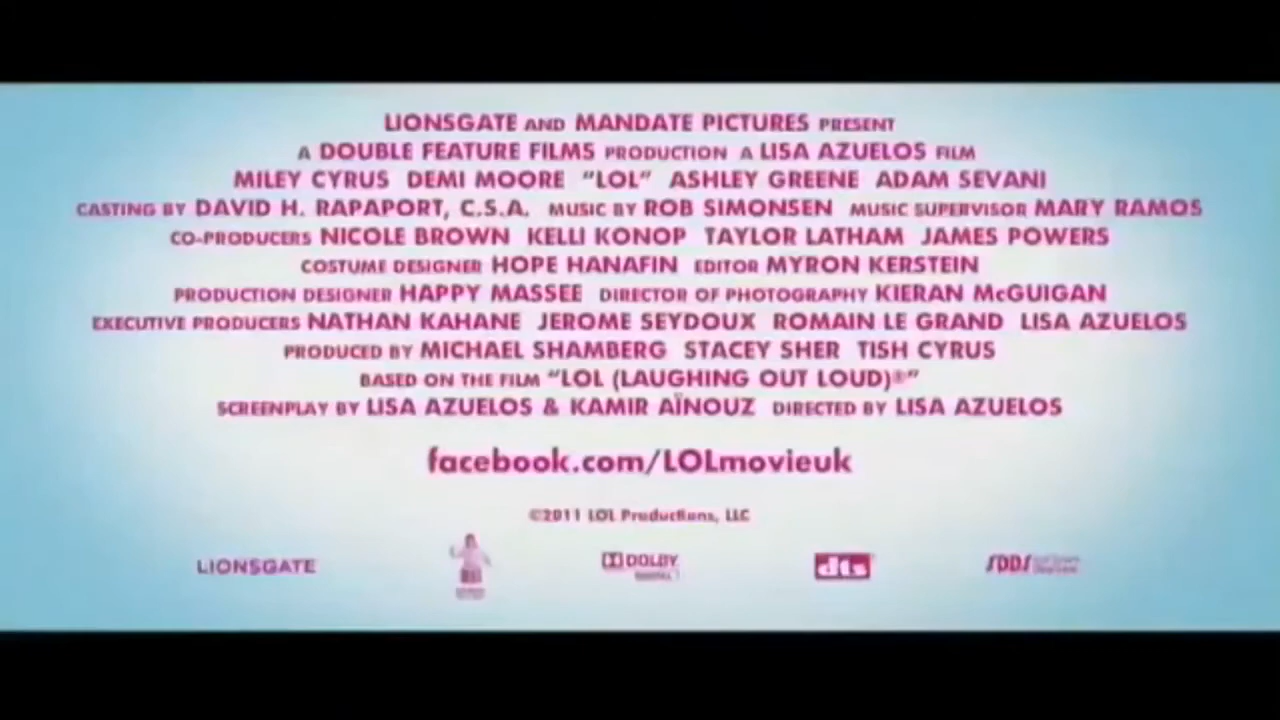 LIONSGATE AND MANDATE PICTURES PRESENT
A DOUBLE FEATURE FILMS PRODUCTION A LISA AZUELOS FILM
MILEY CYRUS DEMI MOORE “LOL” ASHLEY GREENE ADAM SEVANI
CASTING BY DAVID H. RAPAPORT, C.S.A. MUSIC BY ROB SIMONSEN MUSIC SUPERVISOR MARY RAMOS
CO-PRODUCERS NICOLE BROWN KELLI KONOP TAYLOR LATHAM JAMES POWERS
COSTUME DESIGNER HOPE HANAFIN EDITOR MYRON KERSTEIN
PRODUCTION DESIGNER HAPPY MASSEE DIRECTOR OF PHOTOGRAPHY KIERAN McGUIGAN
EXECUTIVE PRODUCERS NATHAN KAHANE JEROME SEYDOUX ROMAIN LE GRAND LISA AZUELOS
PRODUCED BY MICHAEL SHAMBERG STACEY SHER TISH CYRUS
BASED ON THE FILM “LOL (LAUGHING OUT LOUD)®”
SCREENPLAY BY LISA AZUELOS & KAMIR AÏNOUZ DIRECTED BY LISA AZUELOS
facebook.com/LOLmovieuk
©2011 LOL Productions, LLC
LIONSGATE DOLBY DIGITAL dts SDDS